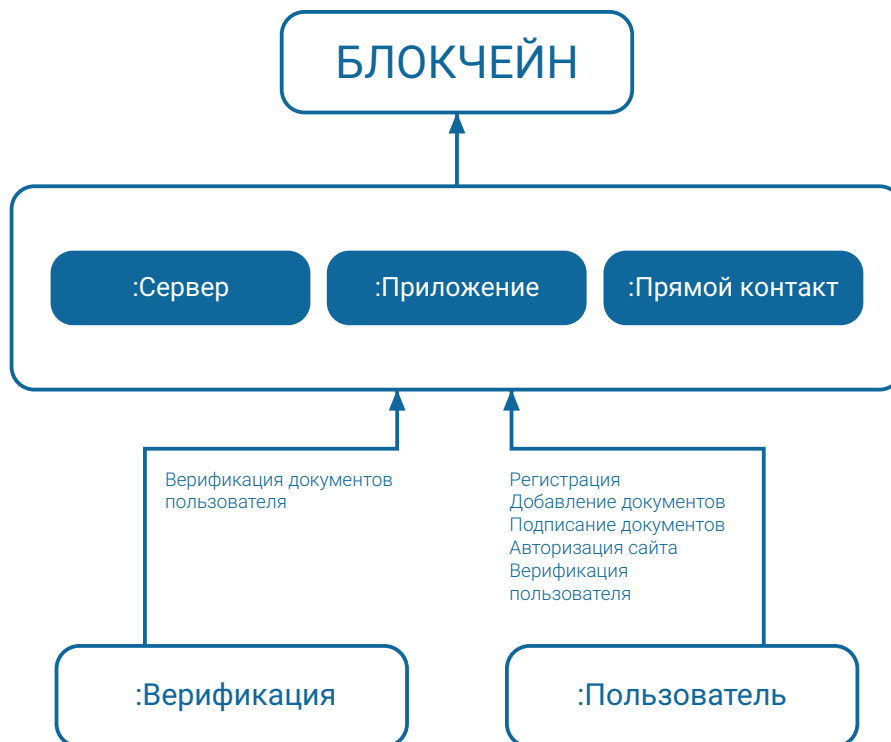 БЛОКЧЕЙН
:Сервер
:Приложение
:Прямой контакт
Верификация документов
пользователя
Регистрация
Добавление документов
Подписание документов
Авторизация сайта
Верификация
пользователя
:Верификация
:Пользователь